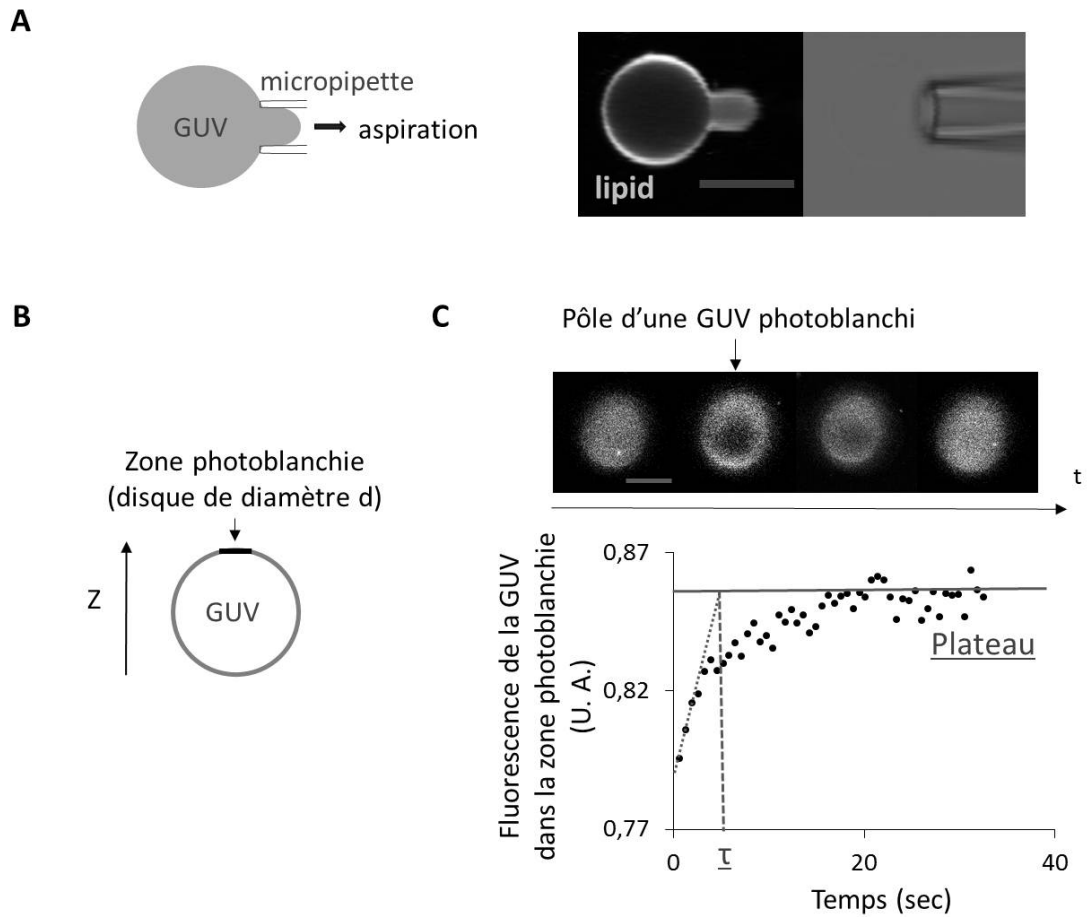 A
micropipette
GUV
aspiration
lipid
B
Zone photoblanchie
(disque de diamètre d)
Z
GUV
C
Pôle d’une GUV photoblanchi
t
Fluorescence de la GUV
dans la zone photoblanchie
(U. A.)
0,87
0,82
0,77
Plateau
0
τ
20
40
Temps (sec)